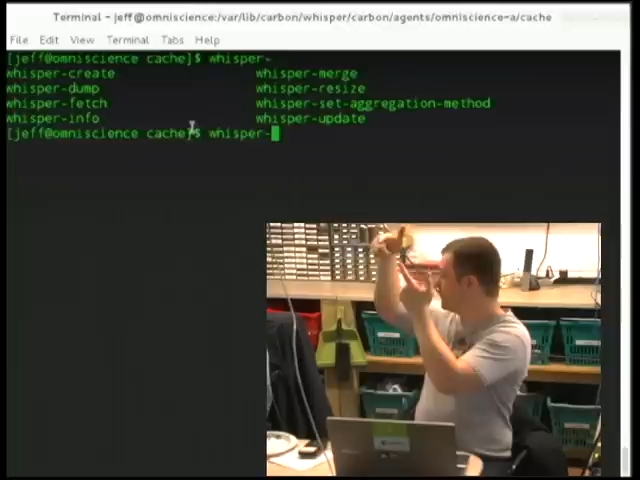 Terminal - jeff@omniscience:/var/lib/carbon/whisper/carbon/agents/omniscience-a/cache
File Edit View Terminal Tabs Help
[jeff@omniscience cache]$ whisper-
whisper-create whisper-merge
whisper-dump whisper-resize
whisper-fetch whisper-set-aggregation-method
whisper-info whisper-update
[jeff@omniscience cache]$ whisper-